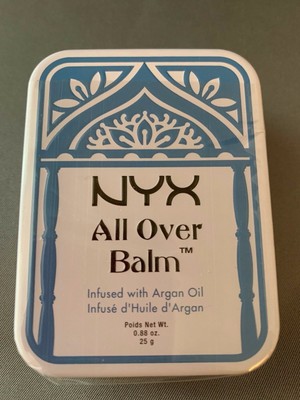 NYX
All Over
Balm™
Infused with Argan Oil
Infusé d'Huile d'Argan
Poids Net Wt.
0.88 oz.
25 g